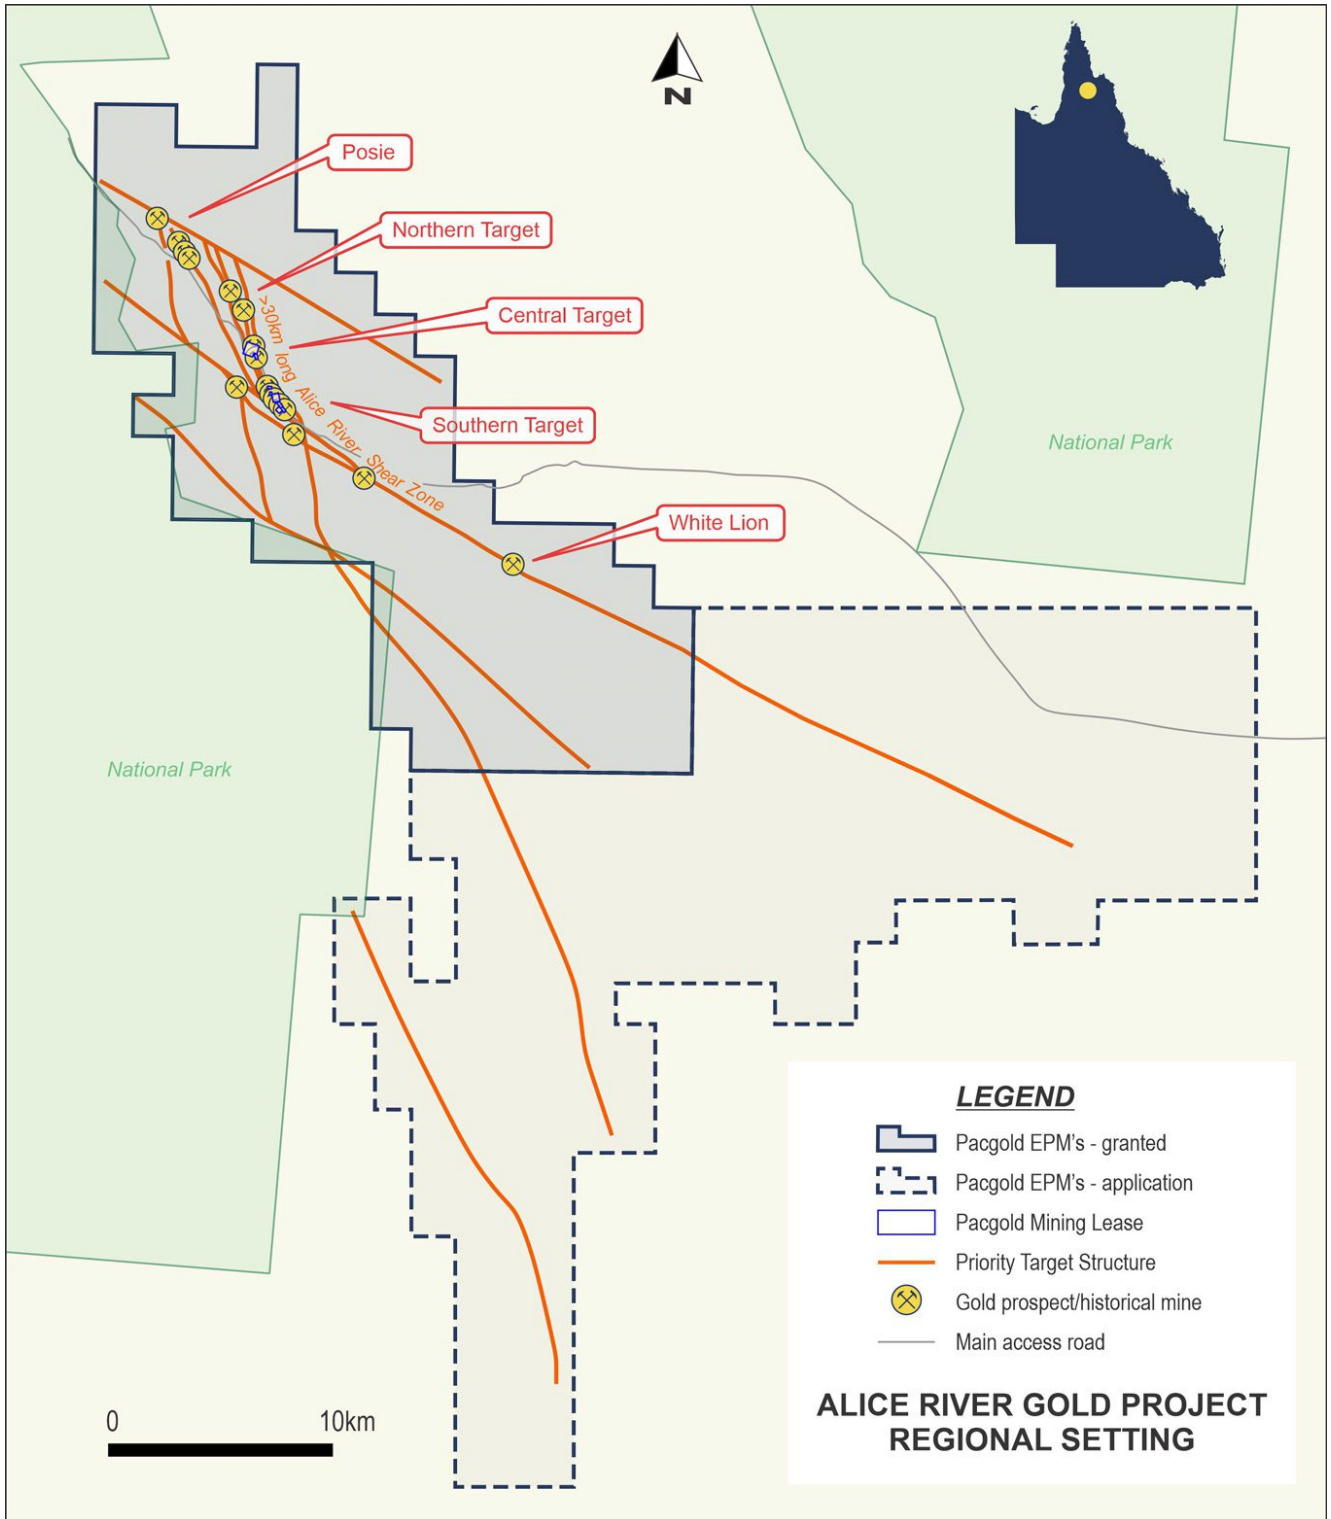 N
Posie
Northern Target
Central Target
Southern Target
White Lion
>30km long Alice River Shear Zone
National Park
National Park
LEGEND
Pacgold EPM's - granted
Pacgold EPM's - application
Pacgold Mining Lease
Priority Target Structure
Gold prospect/historical mine
Main access road
ALICE RIVER GOLD PROJECT
REGIONAL SETTING
0 10km